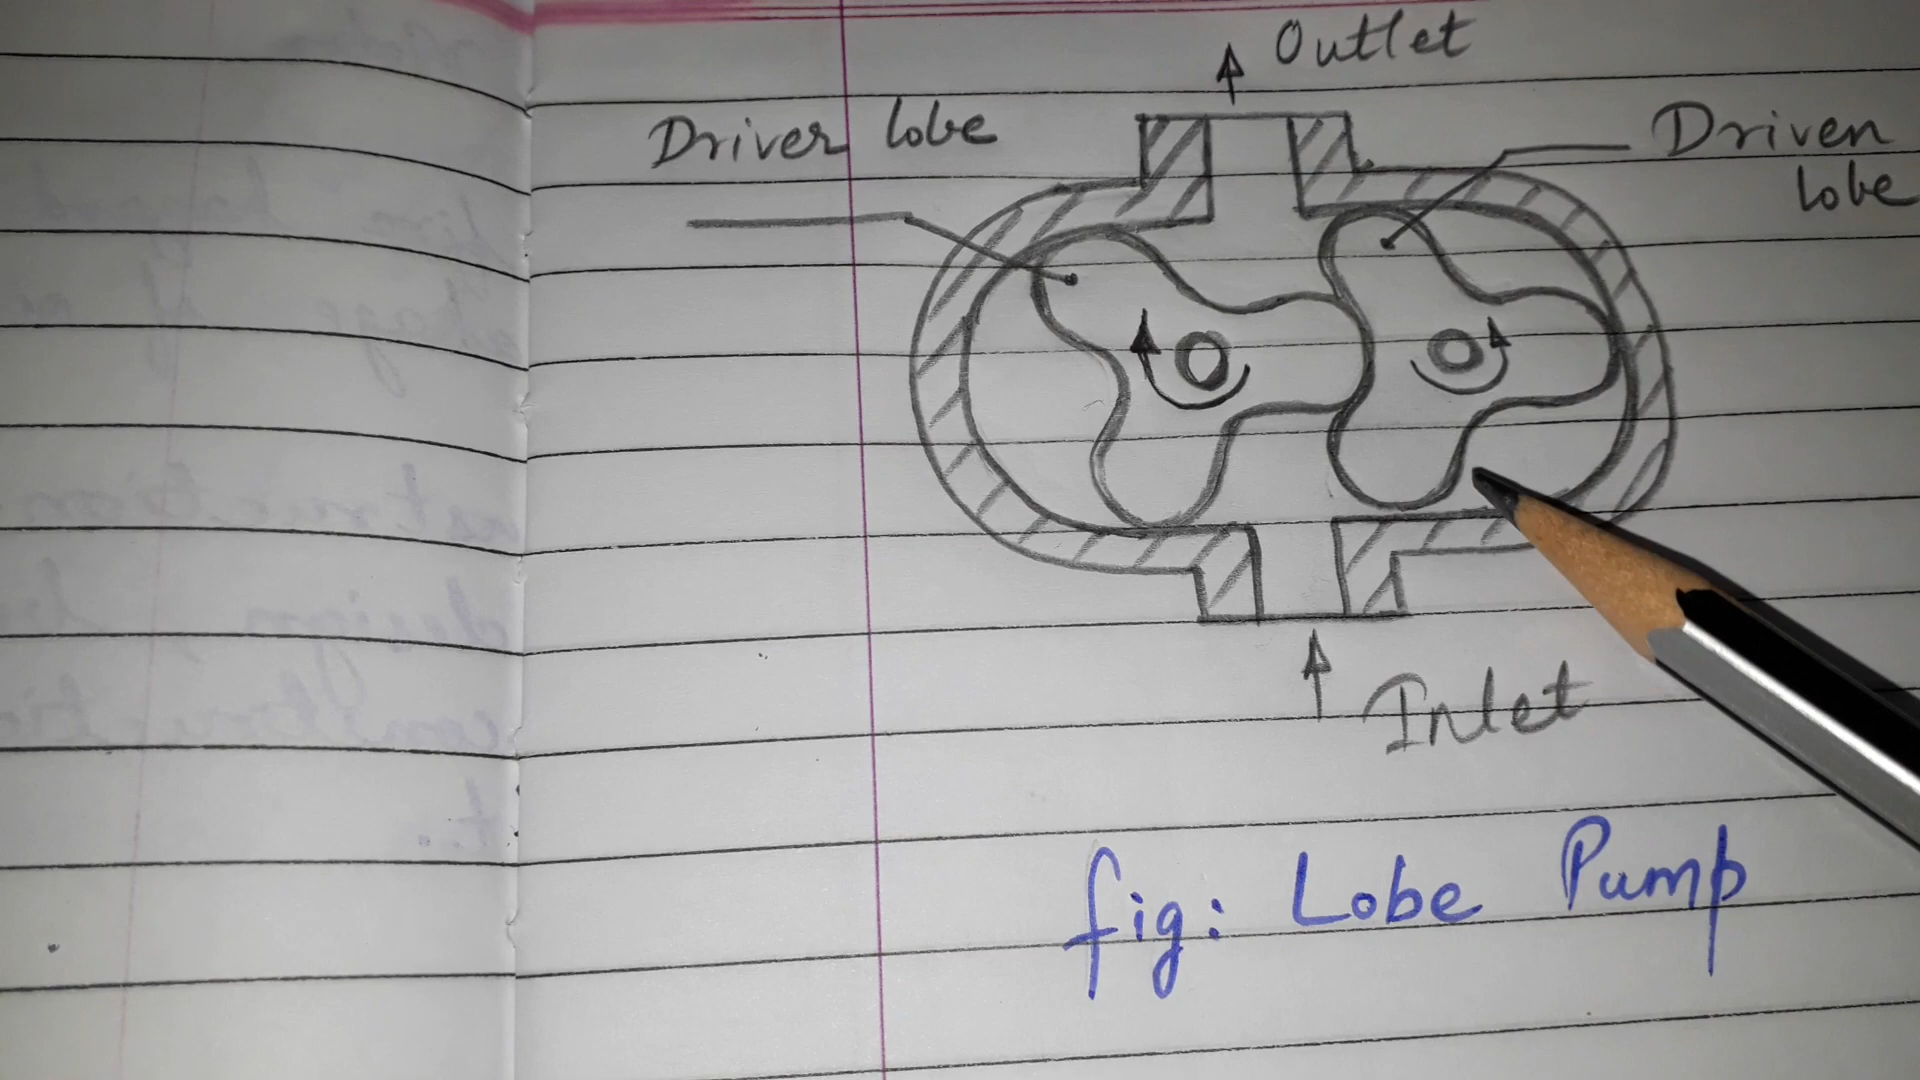 Outlet
Driver lobe
Driven
lobe
Inlet
fig: Lobe Pump